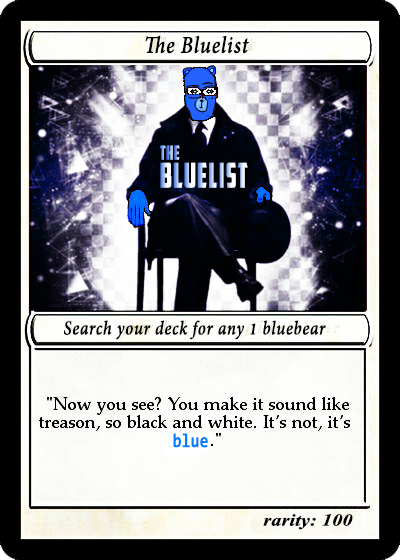 The Bluelist
THE
BLUELIST
Search your deck for any 1 bluebear
"Now you see? You make it sound like
treason, so black and white. It's not, it's
blue."
rarity: 100